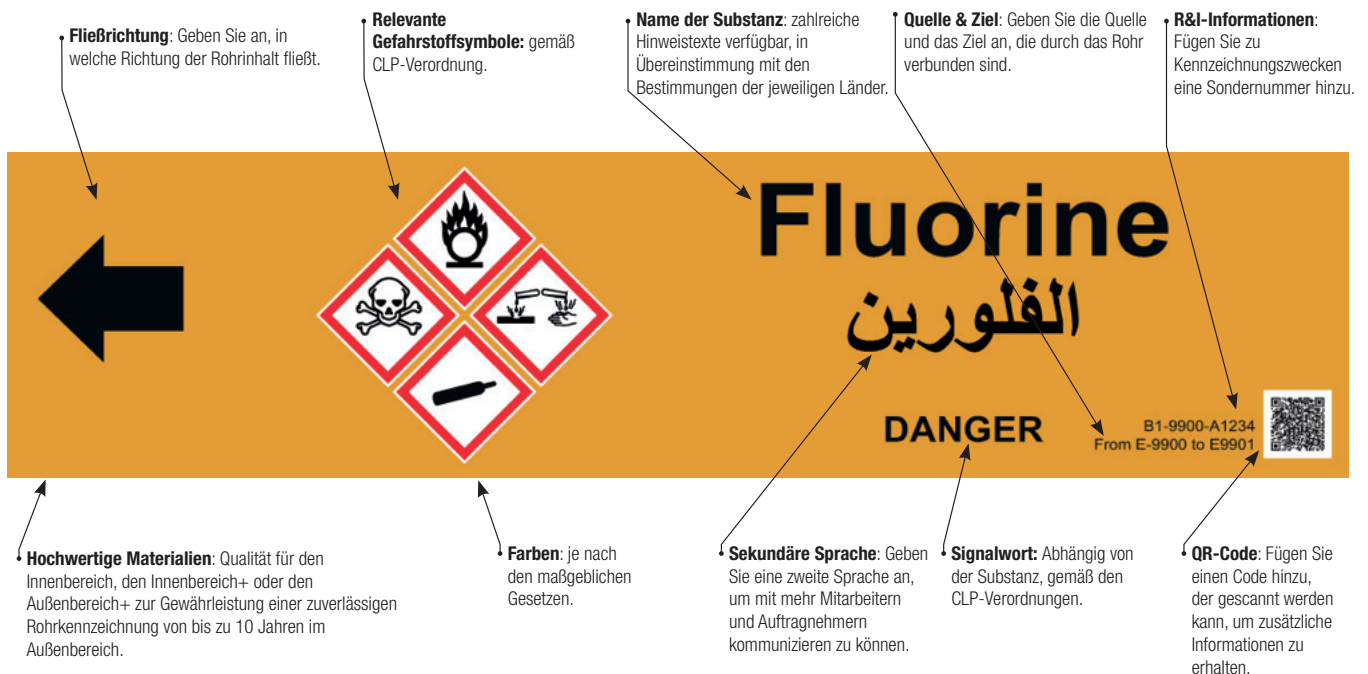 Fließrichtung: Geben Sie an, in
welche Richtung der Rohrinhalt fließt.
Relevante
Gefahrstoffsymbole: gemäß
CLP-Verordnung.
Name der Substanz: zahlreiche
Hinweistexte verfügbar, in
Übereinstimmung mit den
Bestimmungen der jeweiligen Länder.
Quelle & Ziel: Geben Sie die Quelle
und das Ziel an, die durch das Rohr
verbunden sind.
R&I-Informationen:
Fügen Sie zu
Kennzeichnungszwecken
eine Sondernummer hinzu.
Fluorine
الفلورين
DANGER
B1-9900-A1234
From E-9900 to E9901
Hochwertige Materialien: Qualität für den
Innenbereich, den Innenbereich+ oder den
Außenbereich+ zur Gewährleistung einer zuverlässigen
Rohrkennzeichnung von bis zu 10 Jahren im
Außenbereich.
Farben: je nach
den maßgeblichen
Gesetzen.
Sekundäre Sprache: Geben
Sie eine zweite Sprache an,
um mit mehr Mitarbeitern
und Auftragnehmern
kommunizieren zu können.
Signalwort: Abhängig von
der Substanz, gemäß den
CLP-Verordnungen.
QR-Code: Fügen Sie
einen Code hinzu,
der gescannt werden
kann, um zusätzliche
Informationen zu
erhalten.